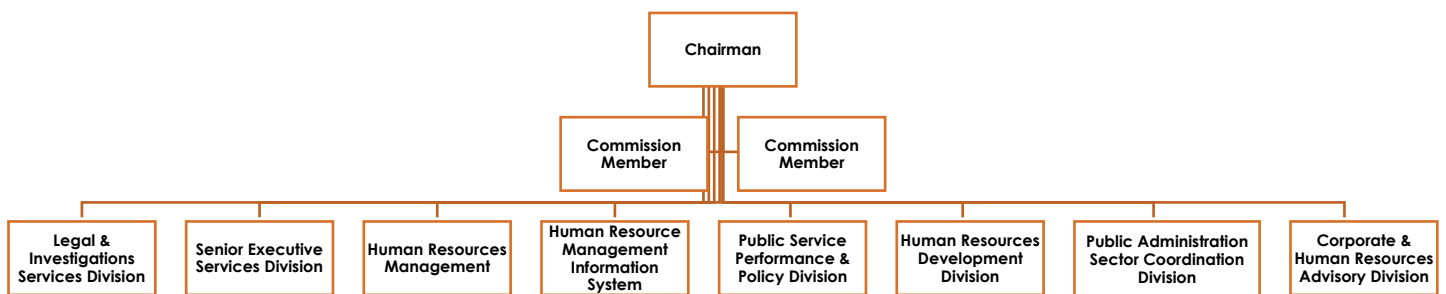 Chairman
Commission
Member
Commission
Member
Legal &
Investigations
Services Division
Senior Executive
Services Division
Human Resources
Management
Human Resource
Management
Information
System
Public Service
Performance &
Policy Division
Human Resources
Development
Division
Public Administration
Sector Coordination
Division
Corporate &
Human Resources
Advisory Division